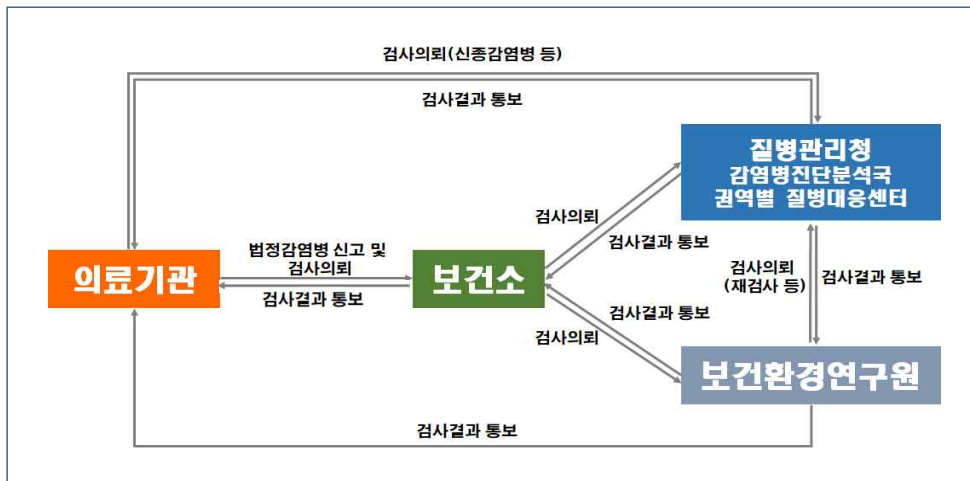 검사의뢰(신종감염병 등)
검사결과 통보
질병관리청
감염병진단분석국
권역별 질병대응센터
검사의뢰
검사결과 통보
법정감염병 신고 및
검사의뢰
의료기관
보건소
검사결과 통보
검사의뢰
(재검사 등)
검사결과 통보
검사결과 통보
검사의뢰
보건환경연구원
검사결과 통보